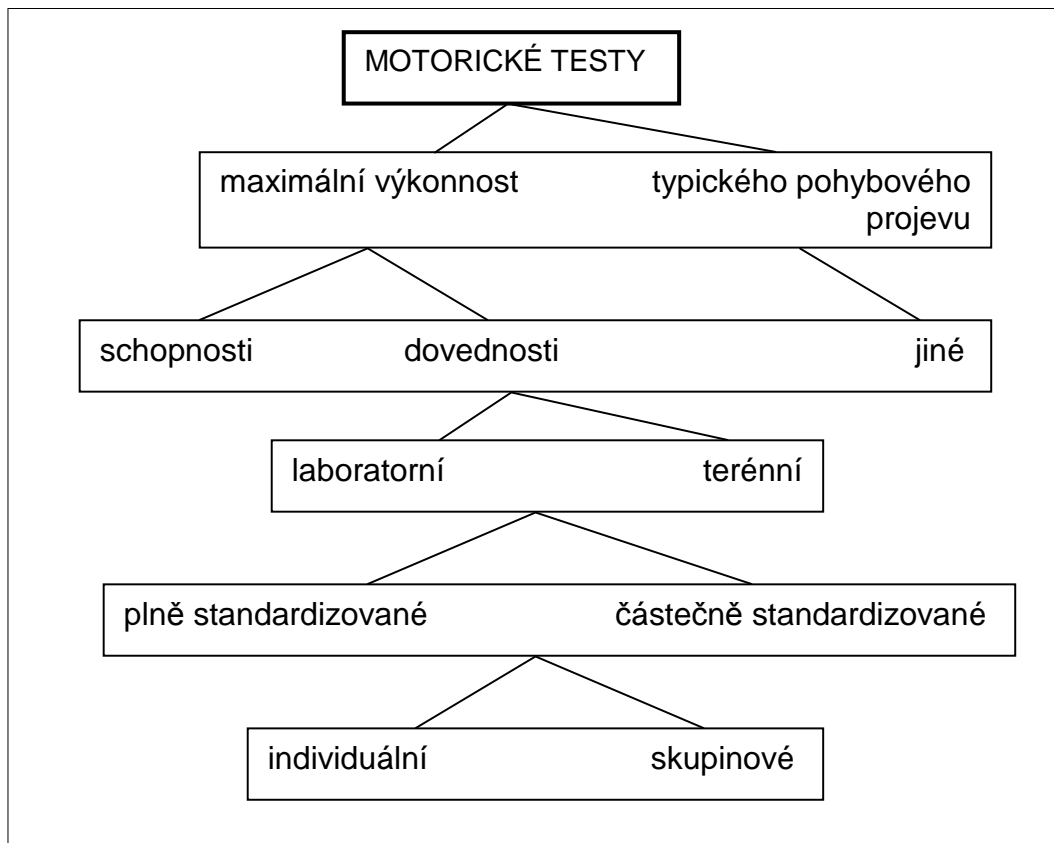 MOTORICKÉ TESTY
maximální výkonnost typického pohybového
projevu
schopnosti dovednosti jiné
laboratorní terénní
plně standardizované částečně standardizované
individuální skupinové